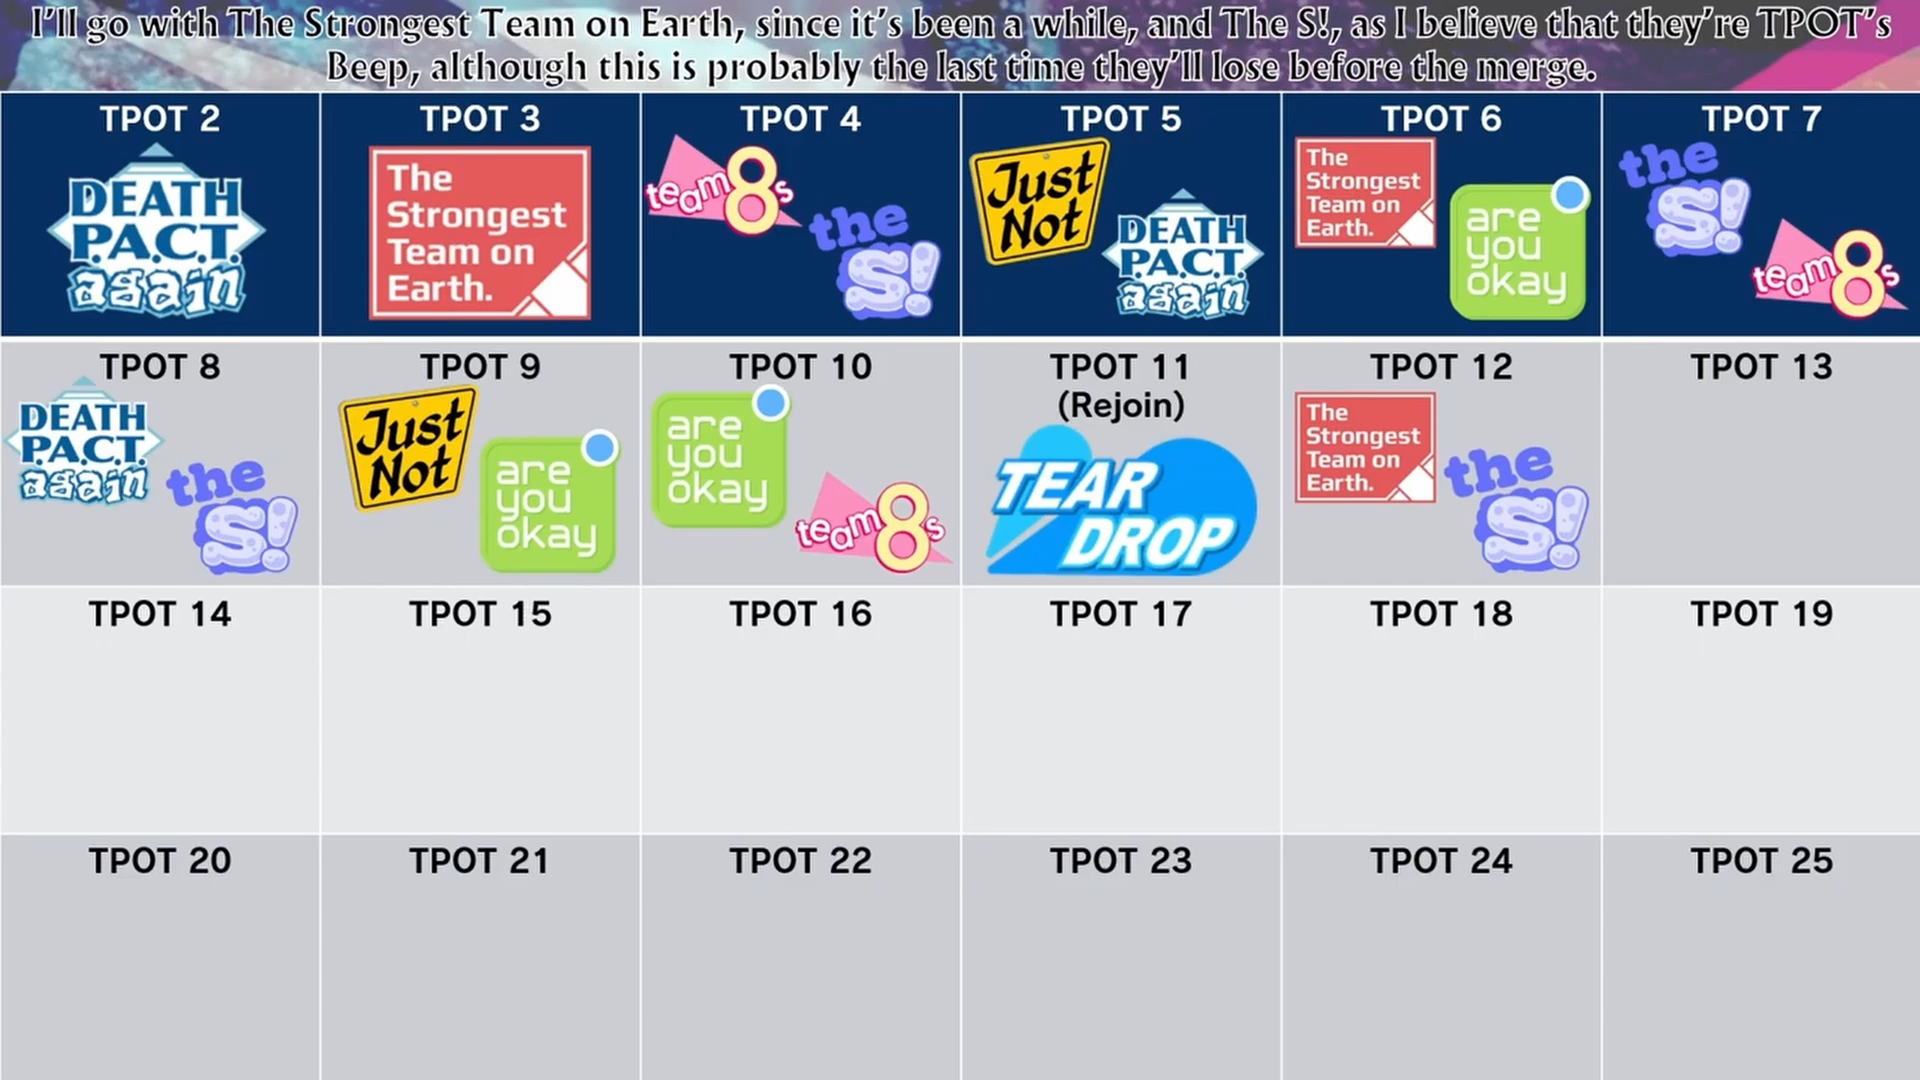 I'll go with The Strongest Team on Earth, since it's been a while, and The S!, as I believe that they're TPOT's
Beep, although this is probably the last time they'll lose before the merge.
TPOT 2
DEATH
P.A.C.T.
again
TPOT 3
The
Strongest
Team on
Earth.
TPOT 4
team8s
the
S!
TPOT 5
Just
Not
DEATH
P.A.C.T.
again
TPOT 6
The
Strongest
Team on
Earth.
are
you
okay
TPOT 7
the
S!
team8s
TPOT 8
DEATH
P.A.C.T.
again
the
S!
TPOT 9
Just
Not
are
you
okay
TPOT 10
are
you
okay
team8s
TPOT 11
(Rejoin)
TEAR
DROP
TPOT 12
The
Strongest
Team on
Earth.
the
S!
TPOT 13
TPOT 14
TPOT 15
TPOT 16
TPOT 17
TPOT 18
TPOT 19
TPOT 20
TPOT 21
TPOT 22
TPOT 23
TPOT 24
TPOT 25